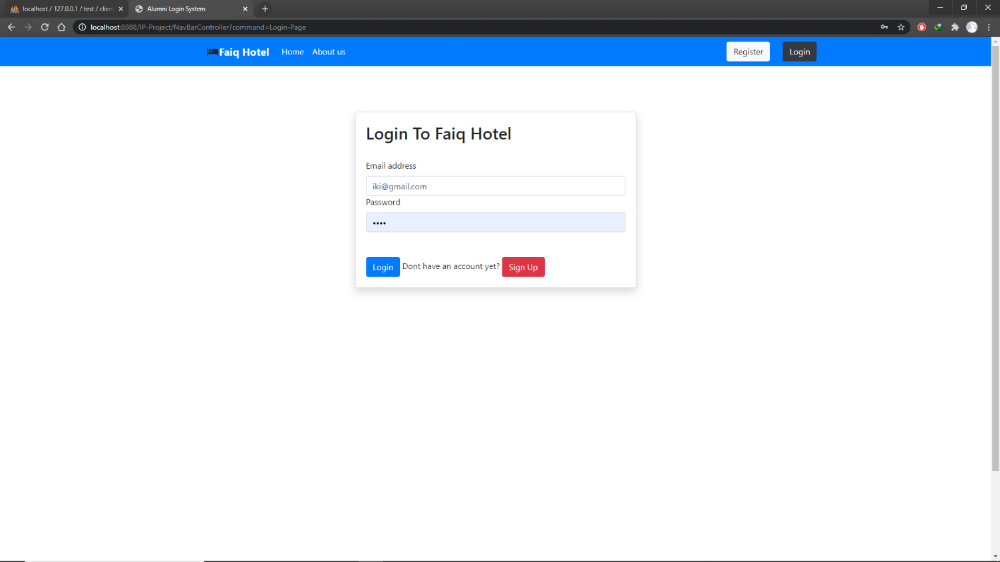 localhost / 127.0.0.1 / test / clien
Alumni Login System
localhost:8888/IP-Project/NavBarController?command=Login-Page
Faiq Hotel Home About us Register Login
Login To Faiq Hotel
Email address
iki@gmail.com
Password
••••
Login Dont have an account yet? Sign Up